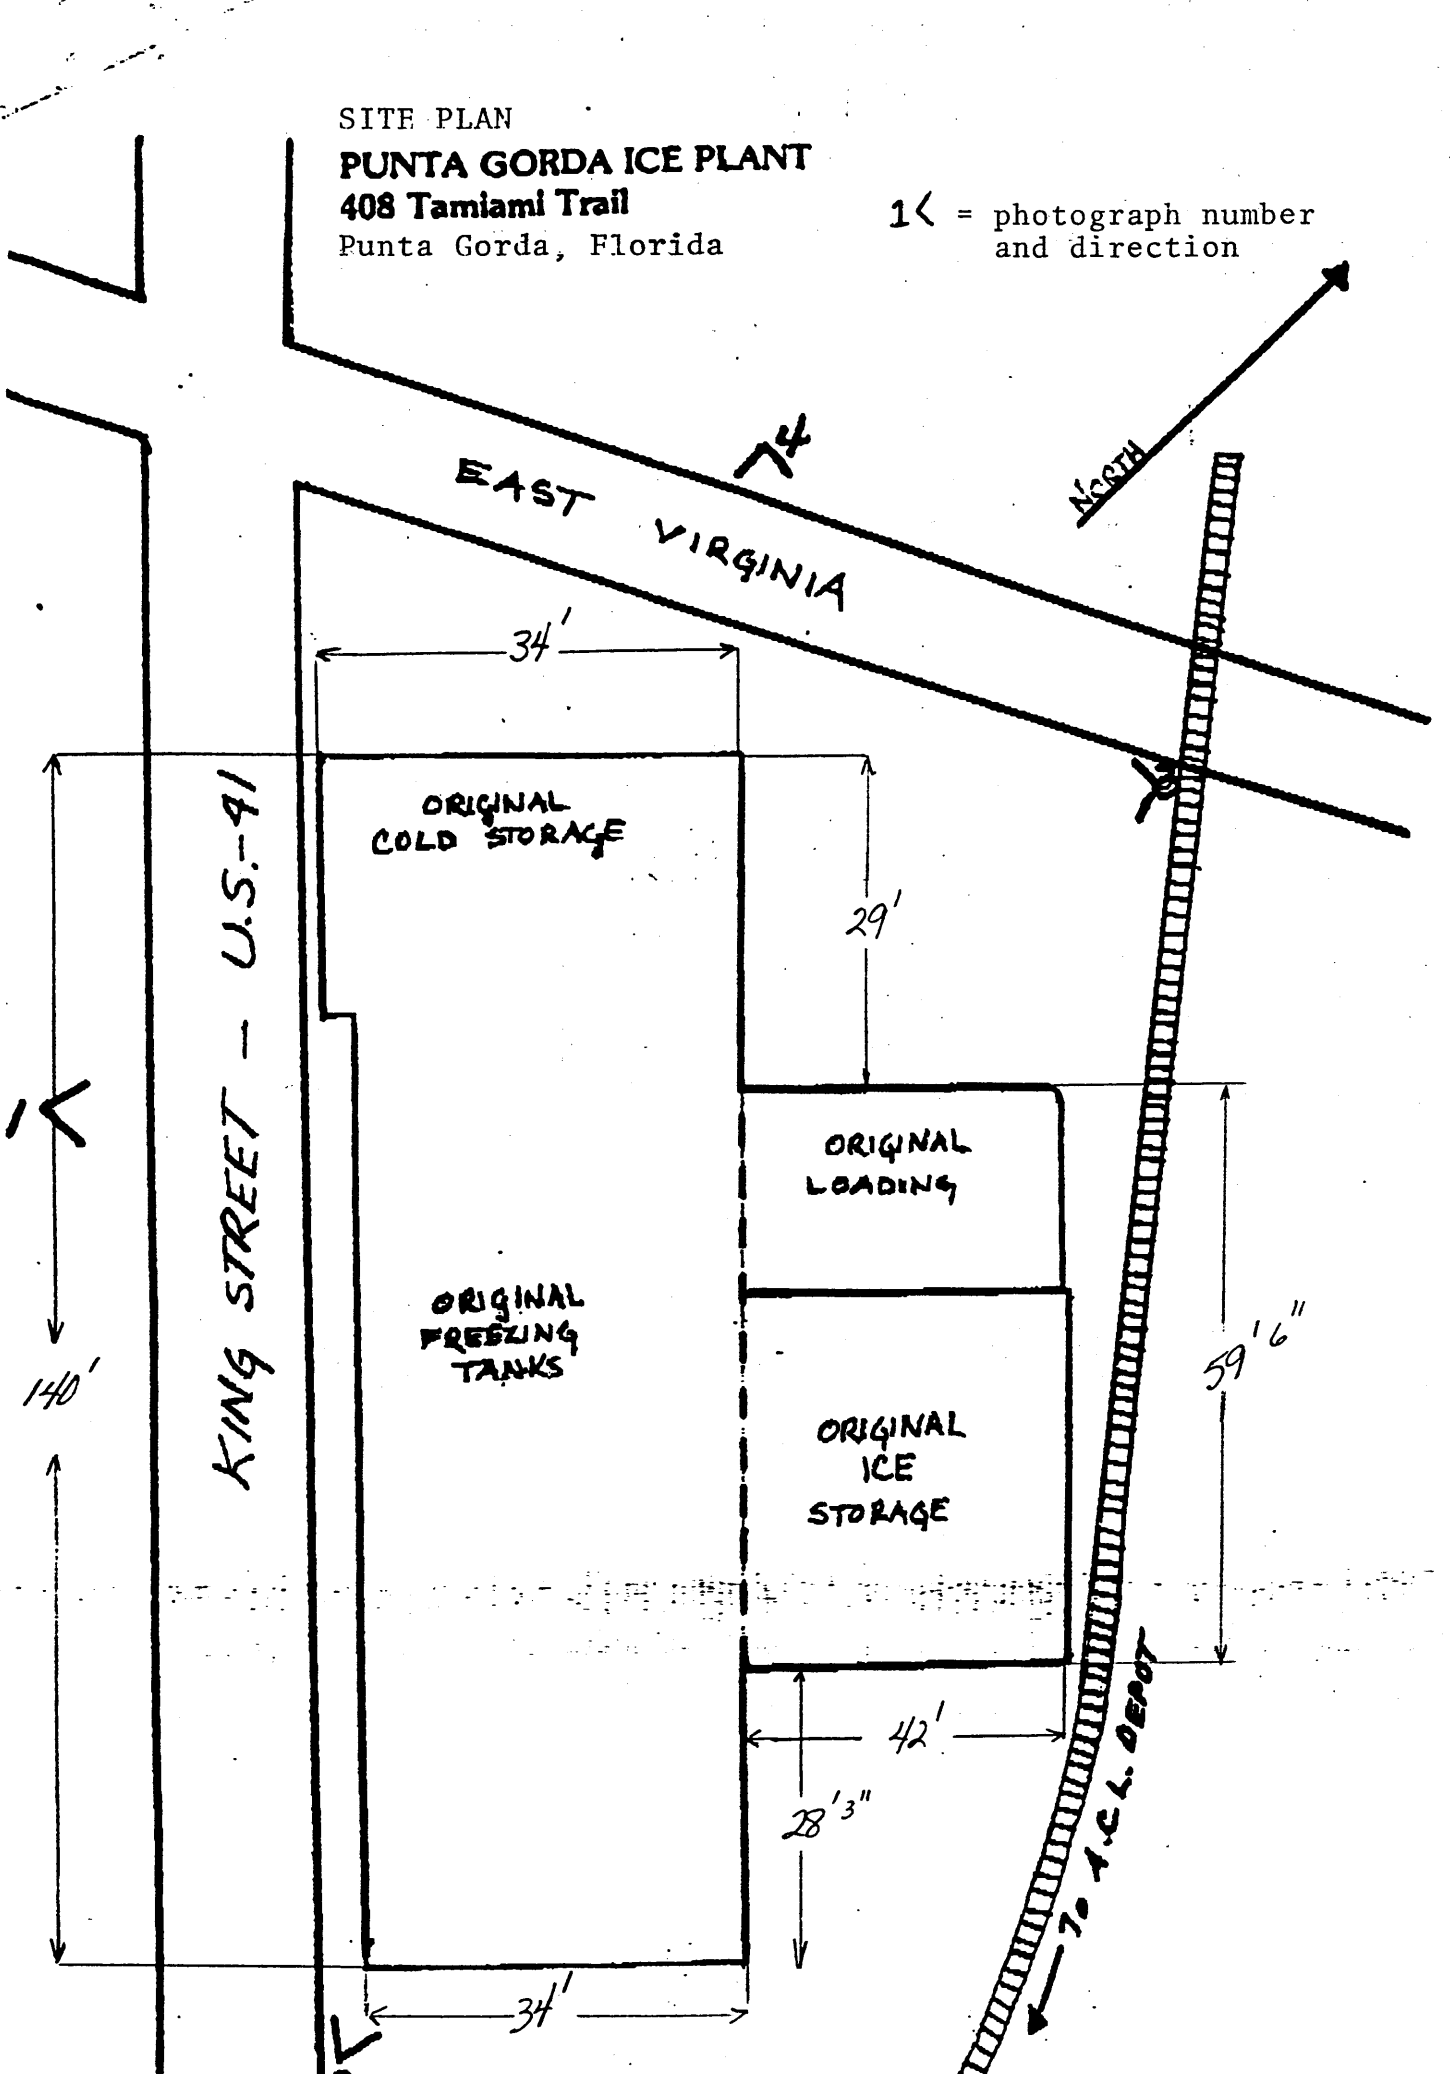 SITE PLAN
PUNTA GORDA ICE PLANT
408 Tamiami Trail
Punta Gorda, Florida
1< = photograph number
and direction
NORTH
4
EAST VIRGINIA
34'
ORIGINAL
COLD STORAGE
29'
KING STREET - U.S.-41
1
ORIGINAL
LOADING
ORIGINAL
FREEZING
TANKS
59'6"
140'
ORIGINAL
ICE
STORAGE
42'
28'3"
TO A.C.L. DEPOT
34'